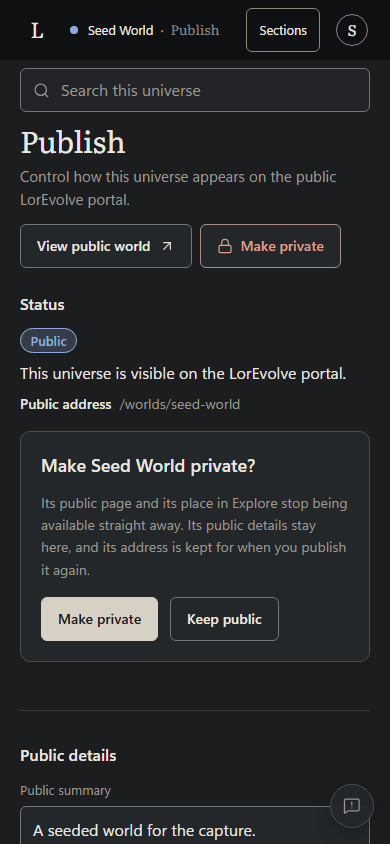 L
Seed World · Publish
Sections
S
Search this universe
Publish
Control how this universe appears on the public
LorEvolve portal.
View public world
Make private
Status
Public
This universe is visible on the LorEvolve portal.
Public address /worlds/seed-world
Make Seed World private?
Its public page and its place in Explore stop being
available straight away. Its public details stay
here, and its address is kept for when you publish
it again.
Make private
Keep public
Public details
Public summary
A seeded world for the capture.